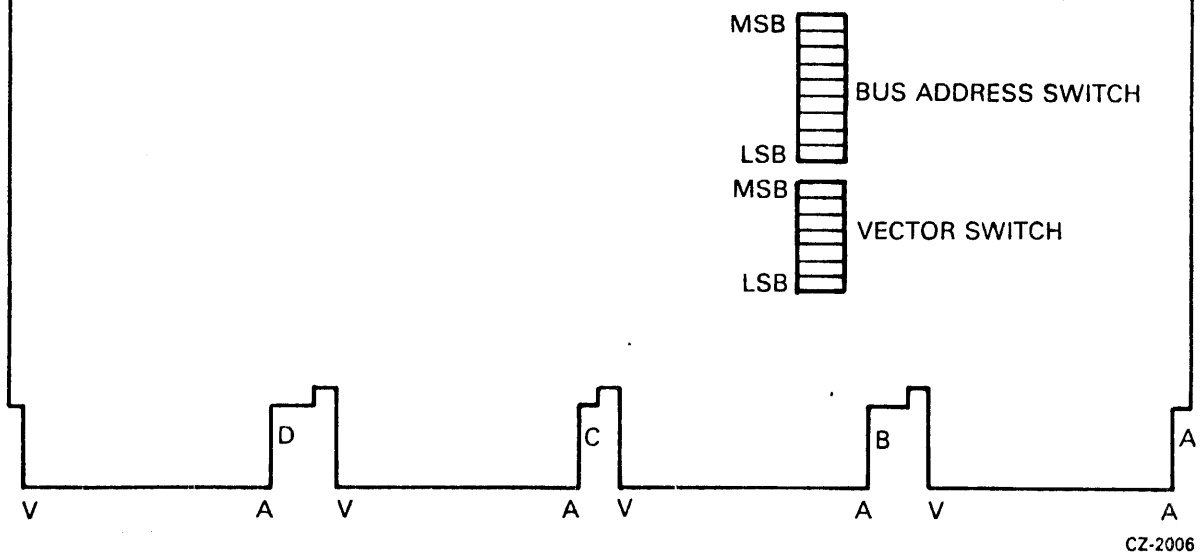 MSB
BUS ADDRESS SWITCH
LSB
MSB
VECTOR SWITCH
LSB
D C B A
V A V A V A V A
CZ-2006